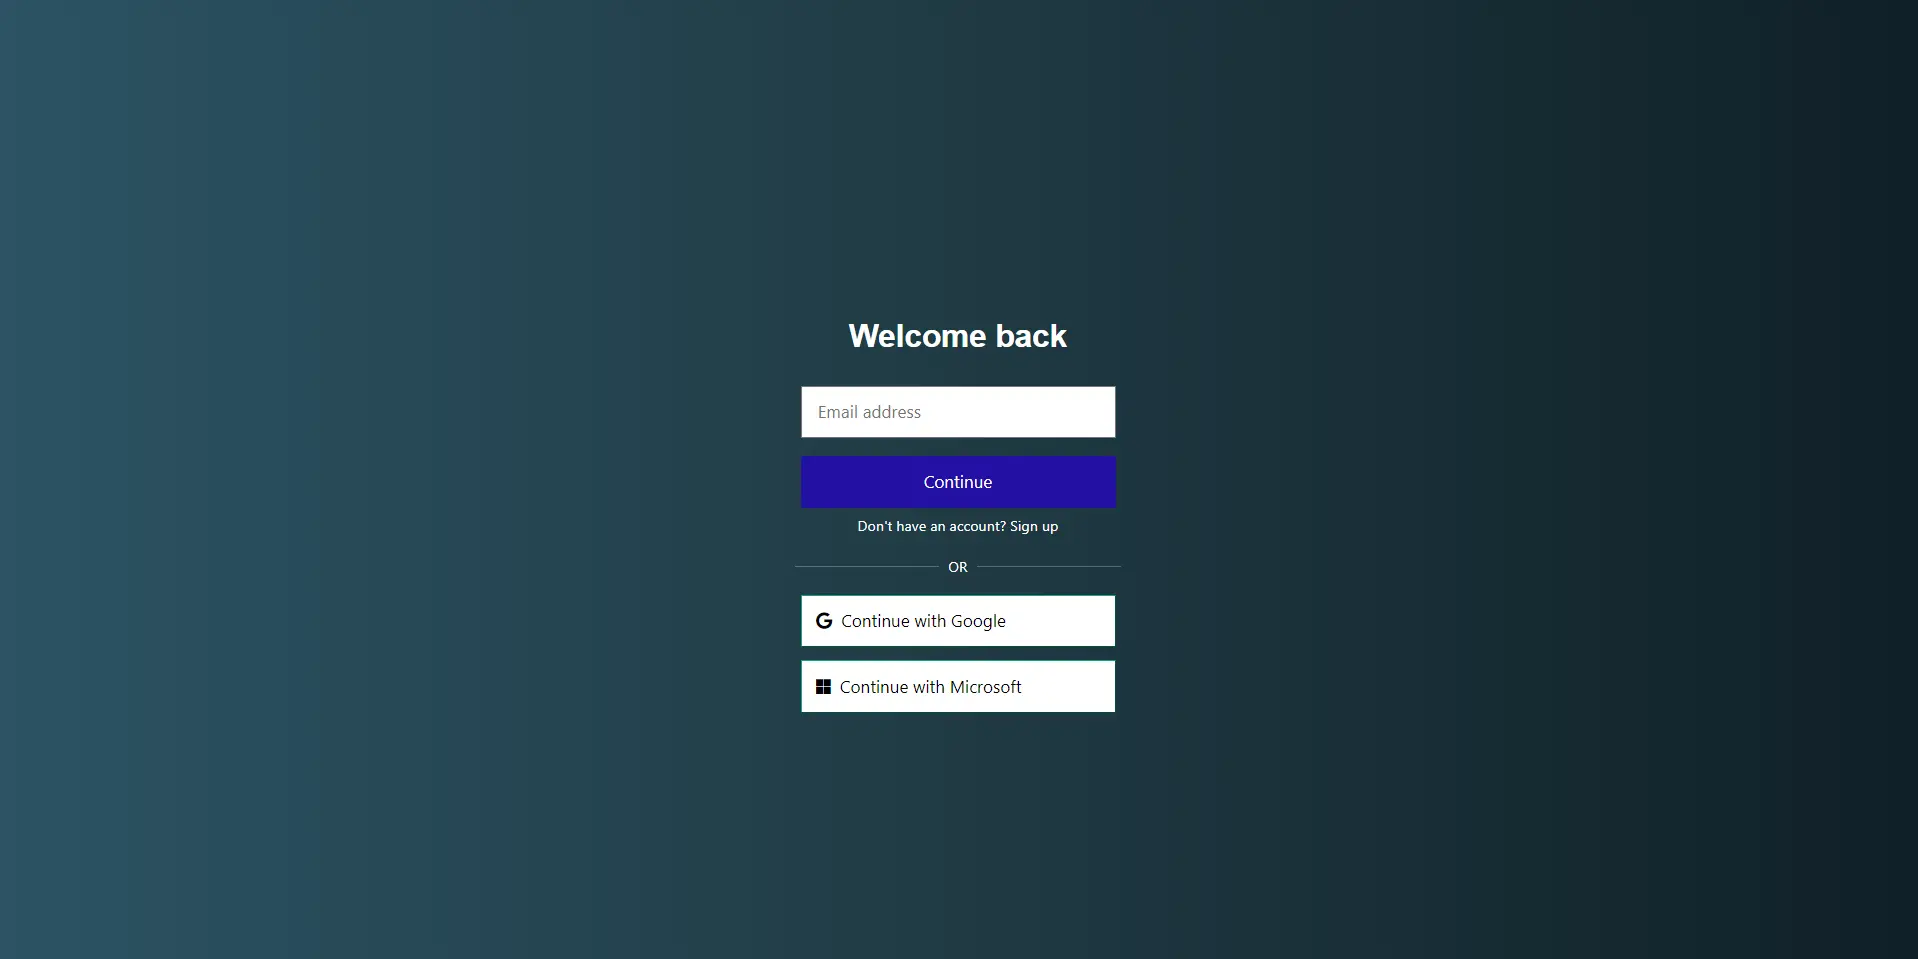 Welcome back
Email address
Continue
Don't have an account? Sign up
OR
Continue with Google
Continue with Microsoft